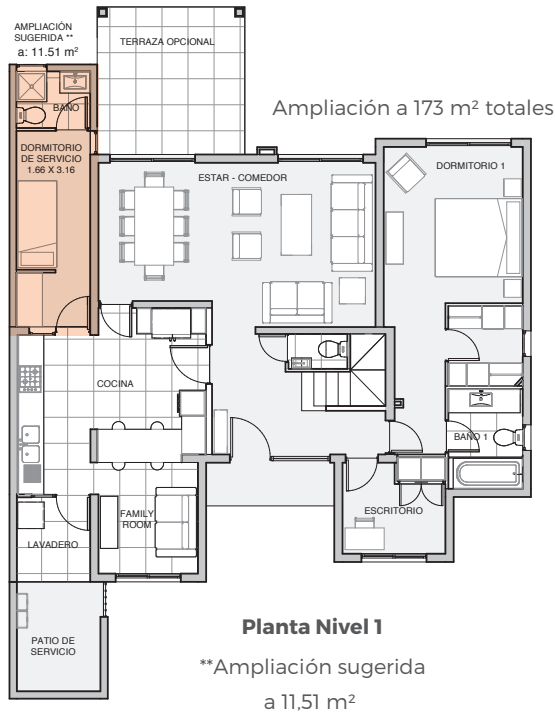 AMPLIACIÓN
SUGERIDA **
a: 11.51 m²
TERRAZA OPCIONAL
Ampliación a 173 m² totales
BAÑO
DORMITORIO
DE SERVICIO
1.66 X 3.16
ESTAR - COMEDOR
DORMITORIO 1
COCINA
BAÑO 1
FAMILY
ROOM
ESCRITORIO
LAVADERO
PATIO DE
SERVICIO
Planta Nivel 1
**Ampliación sugerida
a 11,51 m²